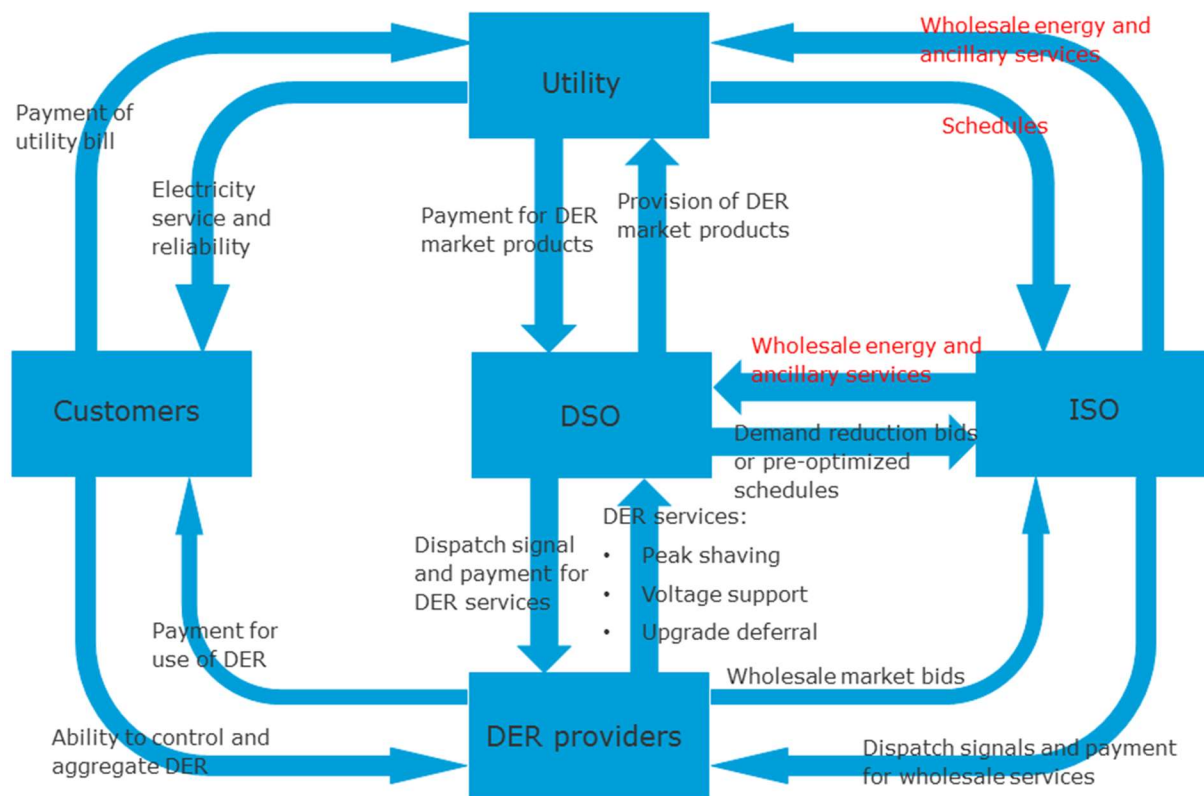 Wholesale energy and
ancillary services
Utility
Payment of
utility bill
Schedules
Electricity
service and
reliability
Payment for DER
market products
Provision of DER
market products
Wholesale energy and
ancillary services
Customers
DSO
ISO
Demand reduction bids
or pre-optimized
schedules
DER services:
• Peak shaving
• Voltage support
• Upgrade deferral
Dispatch signal
and payment for
DER services
Payment for
use of DER
Wholesale market bids
Ability to control and
aggregate DER
DER providers
Dispatch signals and payment
for wholesale services